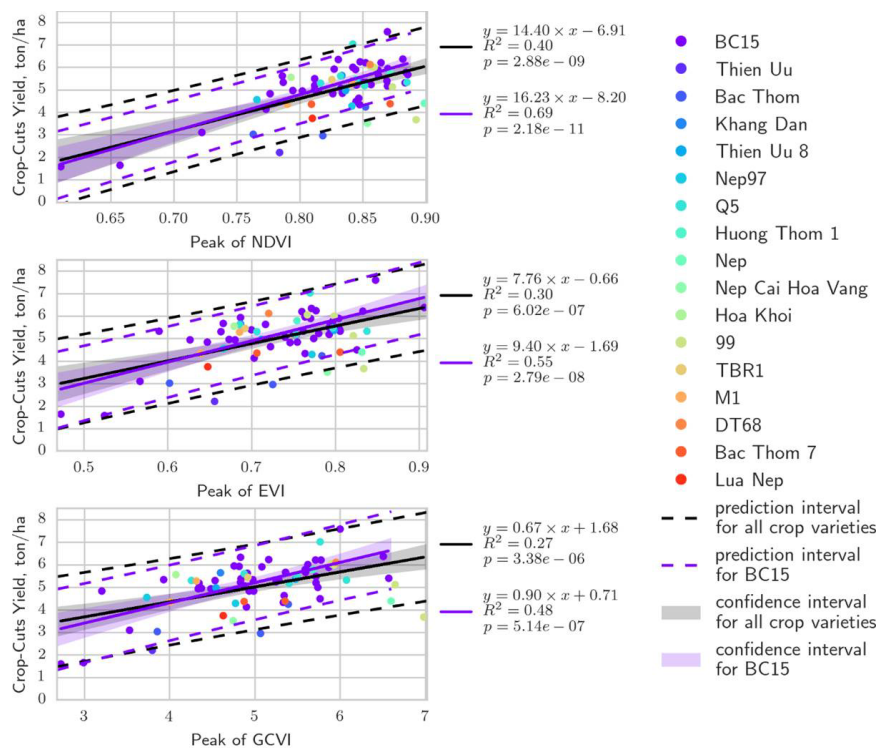 Crop-Cuts Yield, ton/ha
8
7
6
5
4
3
2
1
0
0.65 0.70 0.75 0.80 0.85 0.90
Peak of NDVI
y = 14.40 × x − 6.91
R² = 0.40
p = 2.88e − 09
y = 16.23 × x − 8.20
R² = 0.69
p = 2.18e − 11
Crop-Cuts Yield, ton/ha
8
7
6
5
4
3
2
1
0
0.5 0.6 0.7 0.8 0.9
Peak of EVI
y = 7.76 × x − 0.66
R² = 0.30
p = 6.02e − 07
y = 9.40 × x − 1.69
R² = 0.55
p = 2.79e − 08
Crop-Cuts Yield, ton/ha
8
7
6
5
4
3
2
1
0
3 4 5 6 7
Peak of GCVI
y = 0.67 × x + 1.68
R² = 0.27
p = 3.38e − 06
y = 0.90 × x + 0.71
R² = 0.48
p = 5.14e − 07
BC15
Thien Uu
Bac Thom
Khang Dan
Thien Uu 8
Nep97
Q5
Huong Thom 1
Nep
Nep Cai Hoa Vang
Hoa Khoi
99
TBR1
M1
DT68
Bac Thom 7
Lua Nep
prediction interval
for all crop varieties
prediction interval
for BC15
confidence interval
for all crop varieties
confidence interval
for BC15